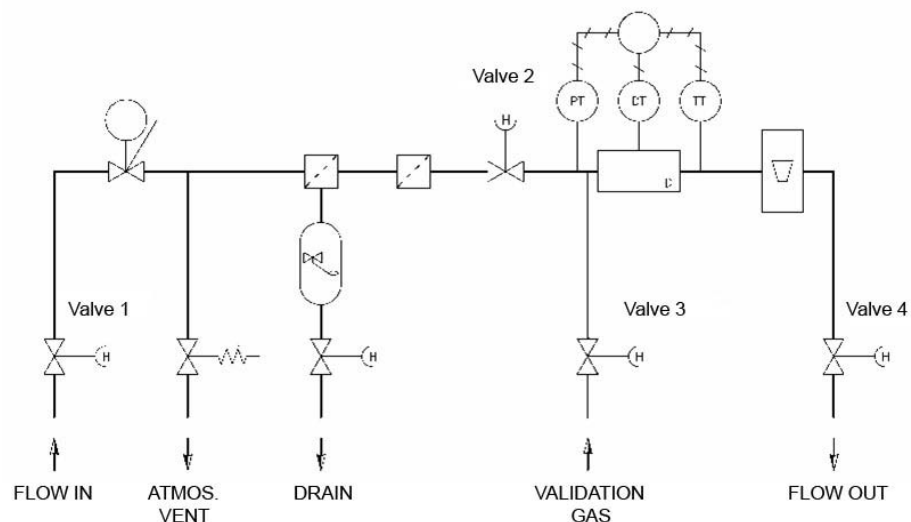 Valve 2
PT
DT
TT
H
D
Valve 1
Valve 3
Valve 4
H
H
H
H
FLOW IN
ATMOS.
VENT
DRAIN
VALIDATION
GAS
FLOW OUT